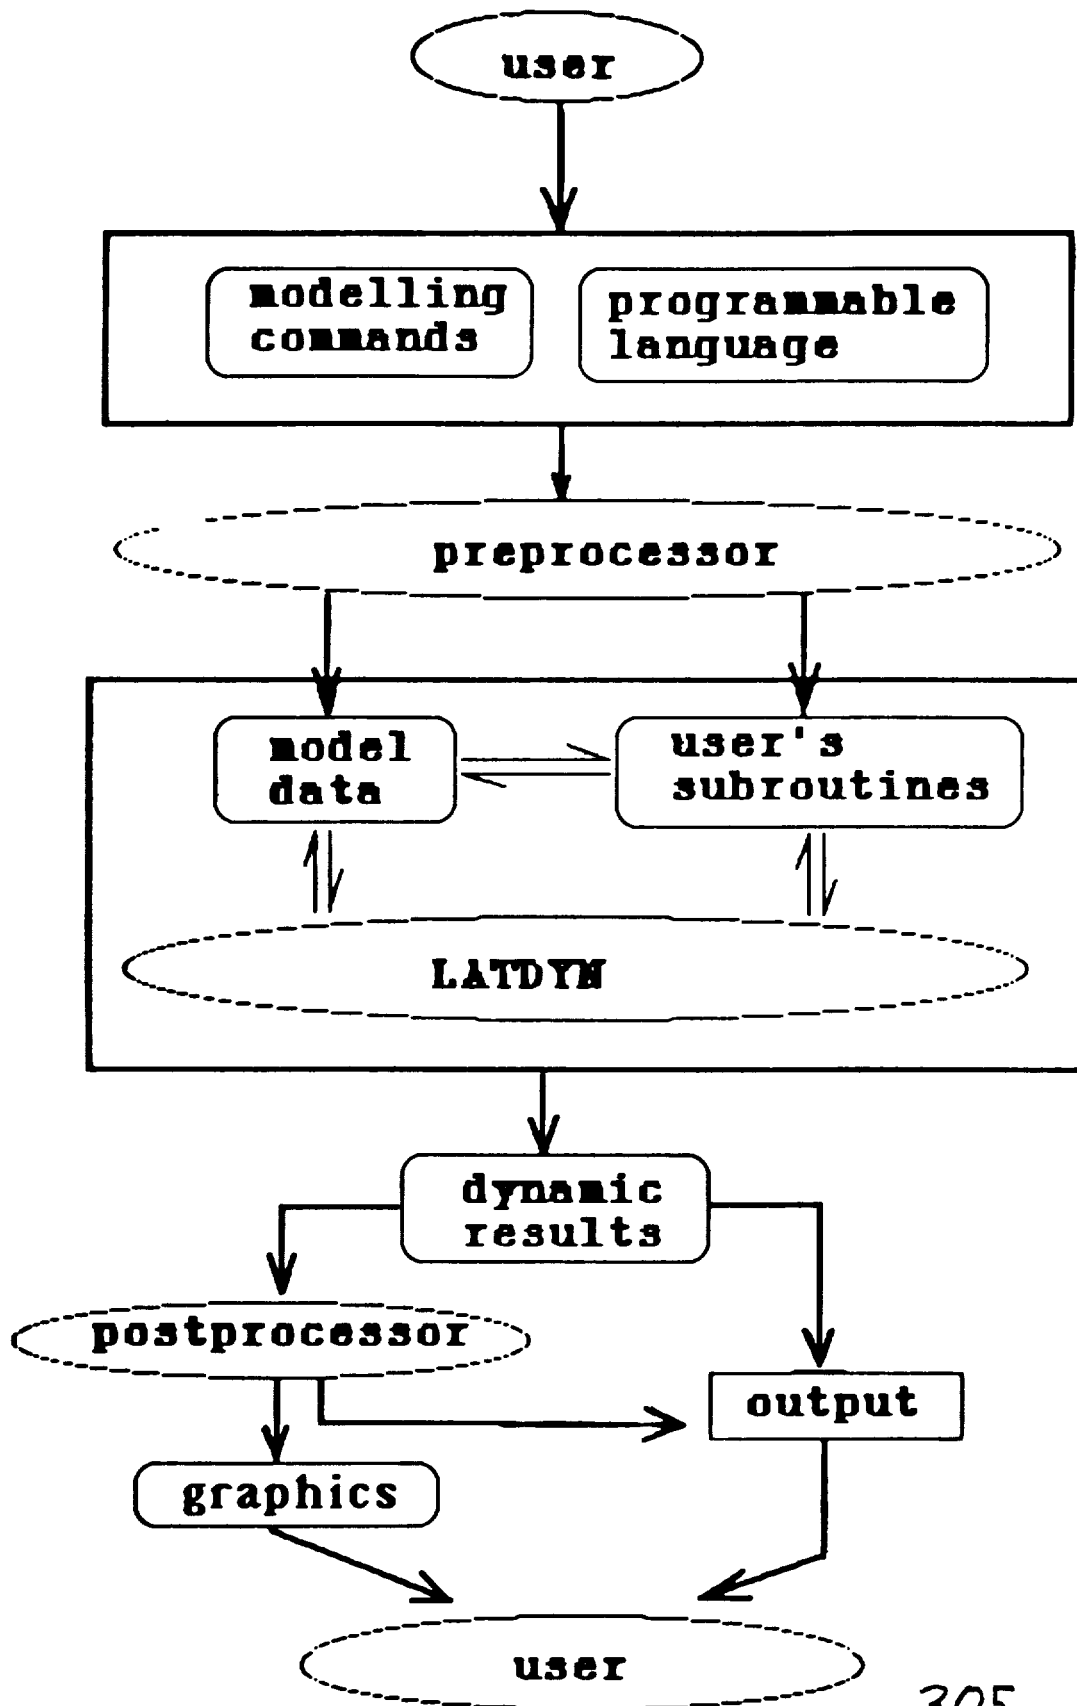 user
modelling
commands
programmable
language
preprocessor
model
data
user's
subroutines
LATDYN
dynamic
results
postprocessor
output
graphics
user
305